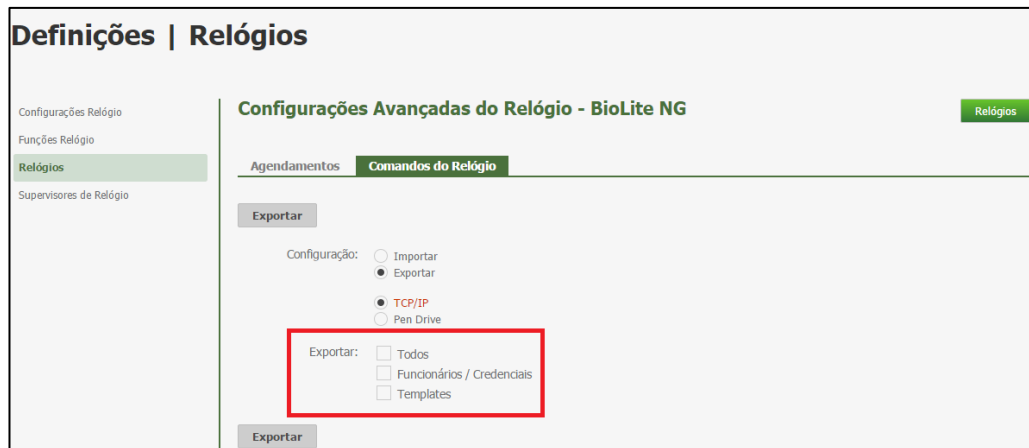 Definições | Relógios
Configurações Relógio
Funções Relógio
Relógios
Supervisores de Relógio
Configurações Avançadas do Relógio - BioLite NG
Relógios
Agendamentos Comandos do Relógio
Exportar
Configuração: Importar
Exportar
TCP/IP
Pen Drive
Exportar: Todos
Funcionários / Credenciais
Templates
Exportar